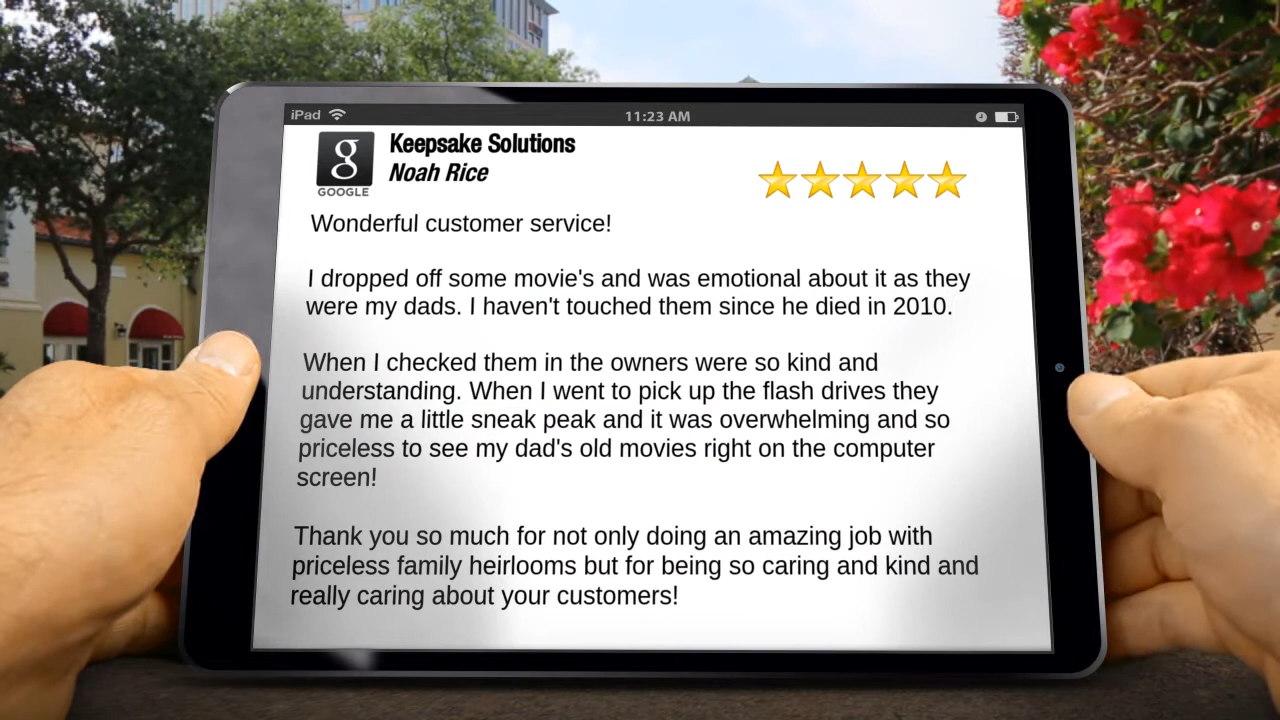 iPad
11:23 AM
g
GOOGLE
Keepsake Solutions
Noah Rice
Wonderful customer service!
I dropped off some movie's and was emotional about it as they
were my dads. I haven't touched them since he died in 2010.
When I checked them in the owners were so kind and
understanding. When I went to pick up the flash drives they
gave me a little sneak peak and it was overwhelming and so
priceless to see my dad's old movies right on the computer
screen!
Thank you so much for not only doing an amazing job with
priceless family heirlooms but for being so caring and kind and
really caring about your customers!